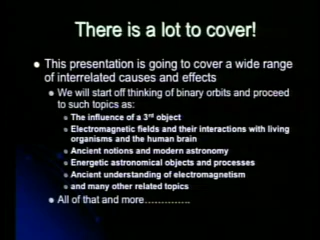 There is a lot to cover!
This presentation is going to cover a wide range
of interrelated causes and effects
We will start off thinking of binary orbits and proceed
to such topics as:
The influence of a 3rd object
Electromagnetic fields and their interactions with living
organisms and the human brain
Ancient notions and modern astronomy
Energetic astronomical objects and processes
Ancient understanding of electromagnetism
and many other related topics
All of that and more.............